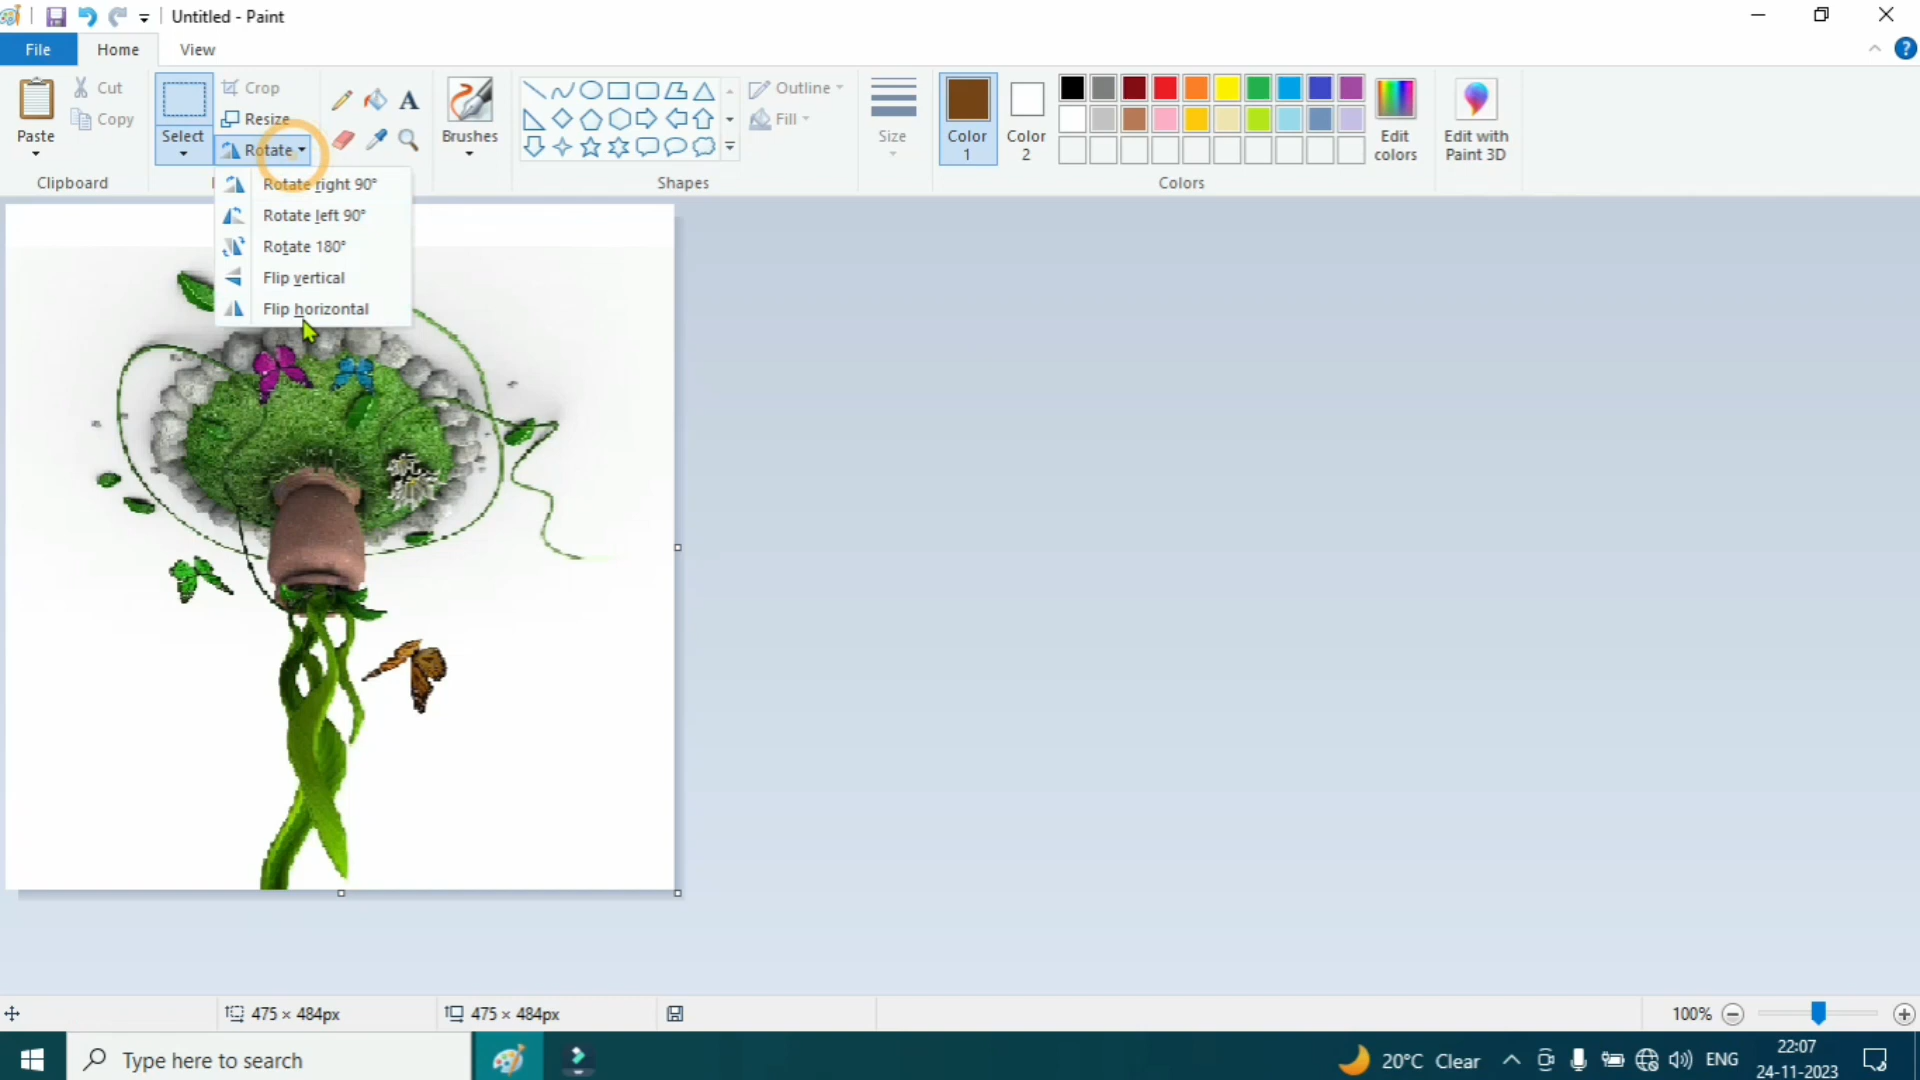 Untitled - Paint
File Home View
Paste
Cut
Copy
Clipboard
Select
Crop
Resize
Rotate
Brushes
Shapes
Outline
Fill
Size
Color 1
Color 2
Edit colors
Edit with Paint 3D
Colors
Rotate right 90°
Rotate left 90°
Rotate 180°
Flip vertical
Flip horizontal
475 × 484px
475 × 484px
100%
Type here to search
20°C Clear
ENG
22:07
24-11-2023